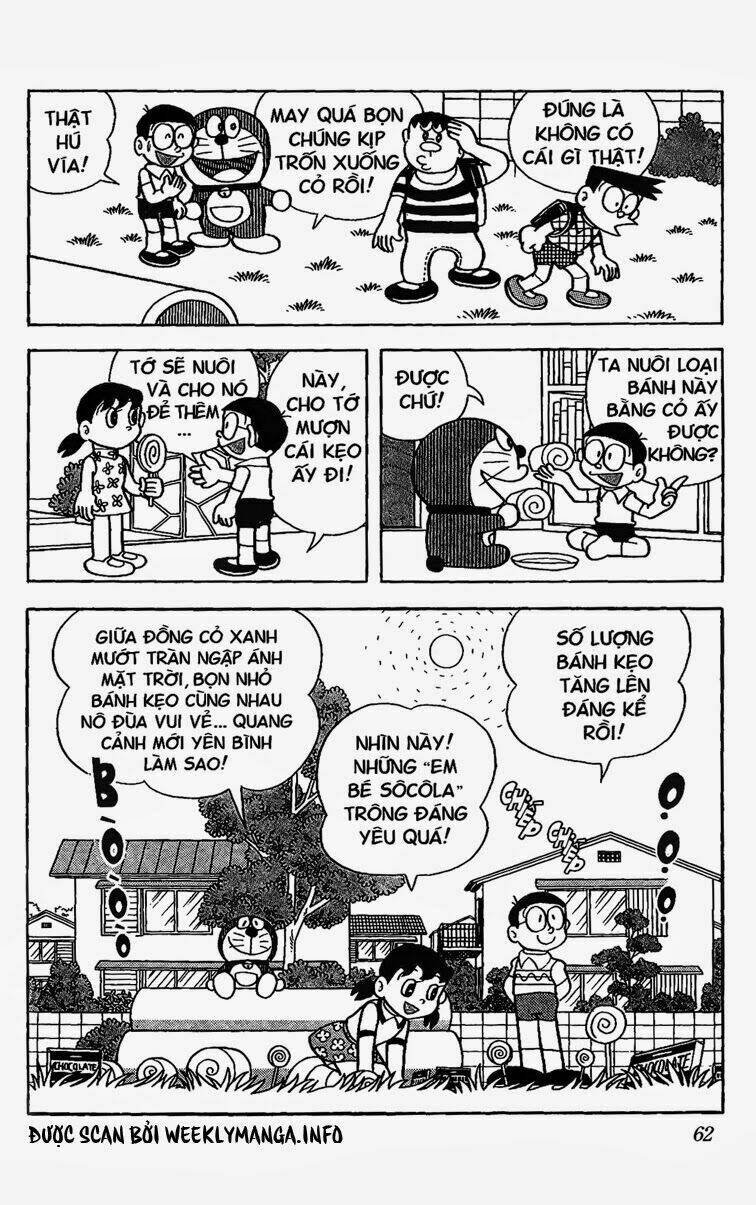 THẬT
HÚ
VÍA!
MAY QUÁ BỌN
CHÚNG KỊP
TRỐN XUỐNG
CỎ RỒI!
ĐÚNG LÀ
KHÔNG CÓ
CÁI GÌ THẬT!
TỚ SẼ NUÔI
VÀ CHO NÓ
ĐẺ THÊM
...
NÀY,
CHO TỚ
MƯỢN
CÁI KẸO
ẤY ĐI!
ĐƯỢC
CHỨ!
TA NUÔI LOẠI
BÁNH NÀY
BẰNG CỎ ẤY
ĐƯỢC
KHÔNG?
GIỮA ĐỒNG CỎ XANH
MƯỚT TRÀN NGẬP ÁNH
MẶT TRỜI, BỌN NHỎ
BÁNH KẸO CÙNG NHAU
NÔ ĐÙA VUI VẺ... QUANG
CẢNH MỚI YÊN BÌNH
LÀM SAO!
NHÌN NÀY!
NHỮNG "EM
BÉ SÔCÔLA"
TRÔNG ĐÁNG
YÊU QUÁ!
SỐ LƯỢNG
BÁNH KẸO
TĂNG LÊN
ĐÁNG KỂ
RỒI!
CHIẾP
CHIẾP
CHOCOLATE
CHOCOLATE
ĐƯỢC SCAN BỞI WEEKLYMANGA.INFO
62